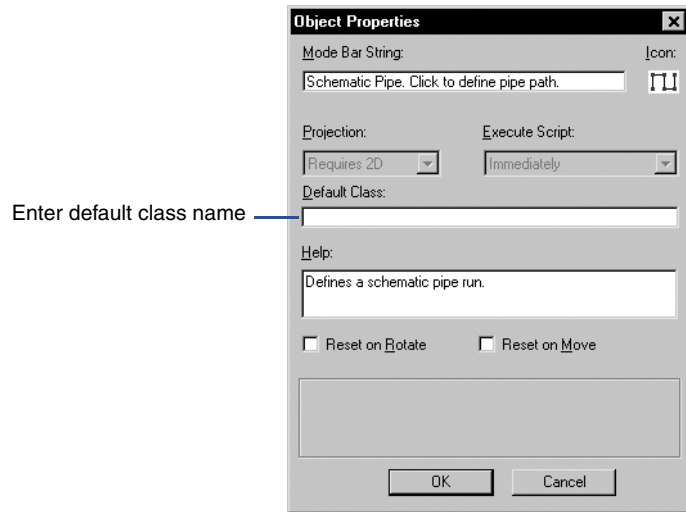 Object Properties
Mode Bar String: Icon:
Schematic Pipe. Click to define pipe path.
Projection: Execute Script:
Requires 2D Immediately
Default Class:
Enter default class name
Help:
Defines a schematic pipe run.
Reset on Rotate Reset on Move
OK Cancel